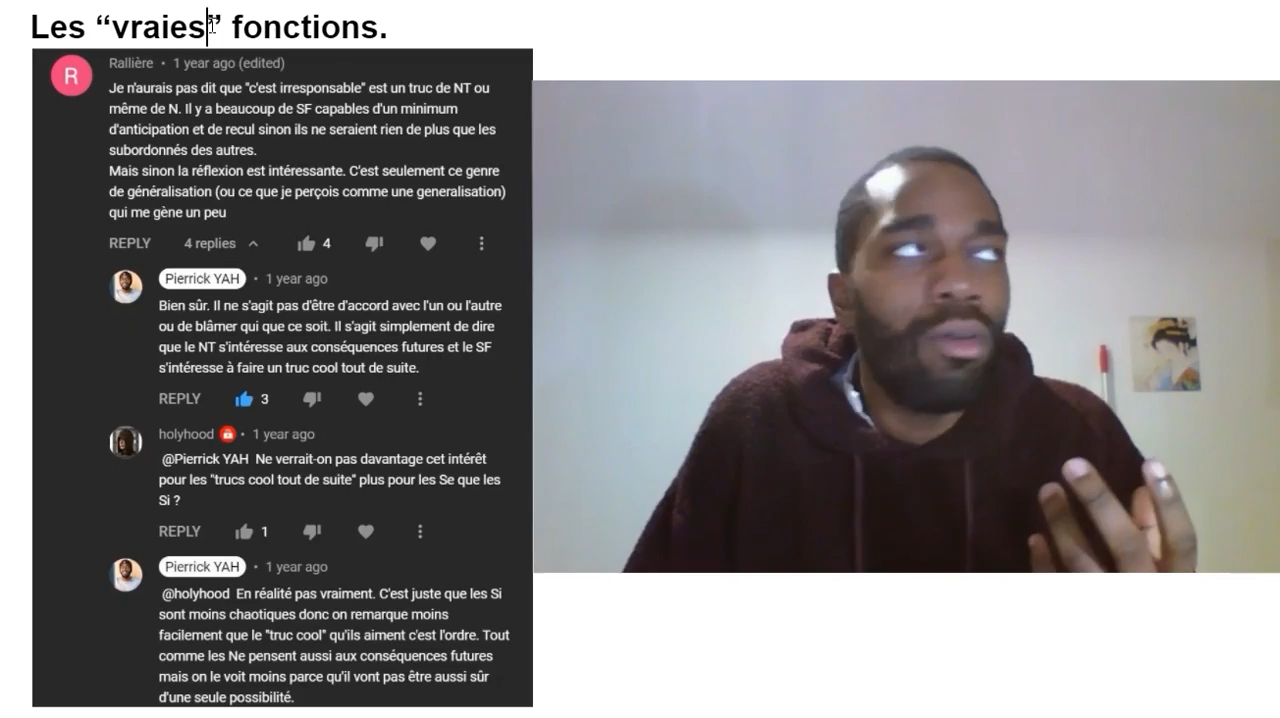 Les “vraies” fonctions.
R
Rallière • 1 year ago (edited)
Je n'aurais pas dit que "c'est irresponsable" est un truc de NT ou
même de N. Il y a beaucoup de SF capables d'un minimum
d'anticipation et de recul sinon ils ne seraient rien de plus que les
subordonnés des autres.
Mais sinon la réflexion est intéressante. C'est seulement ce genre
de généralisation (ou ce que je perçois comme une generalisation)
qui me gène un peu
REPLY 4 replies 4
Pierrick YAH • 1 year ago
Bien sûr. Il ne s'agit pas d'être d'accord avec l'un ou l'autre
ou de blâmer qui que ce soit. Il s'agit simplement de dire
que le NT s'intéresse aux conséquences futures et le SF
s'intéresse à faire un truc cool tout de suite.
REPLY 3
holyhood • 1 year ago
@Pierrick YAH Ne verrait-on pas davantage cet intérêt
pour les "trucs cool tout de suite" plus pour les Se que les
Si ?
REPLY 1
Pierrick YAH • 1 year ago
@holyhood En réalité pas vraiment. C'est juste que les Si
sont moins chaotiques donc on remarque moins
facilement que le "truc cool" qu'ils aiment c'est l'ordre. Tout
comme les Ne pensent aussi aux conséquences futures
mais on le voit moins parce qu'il vont pas être aussi sûr
d'une seule possibilité.